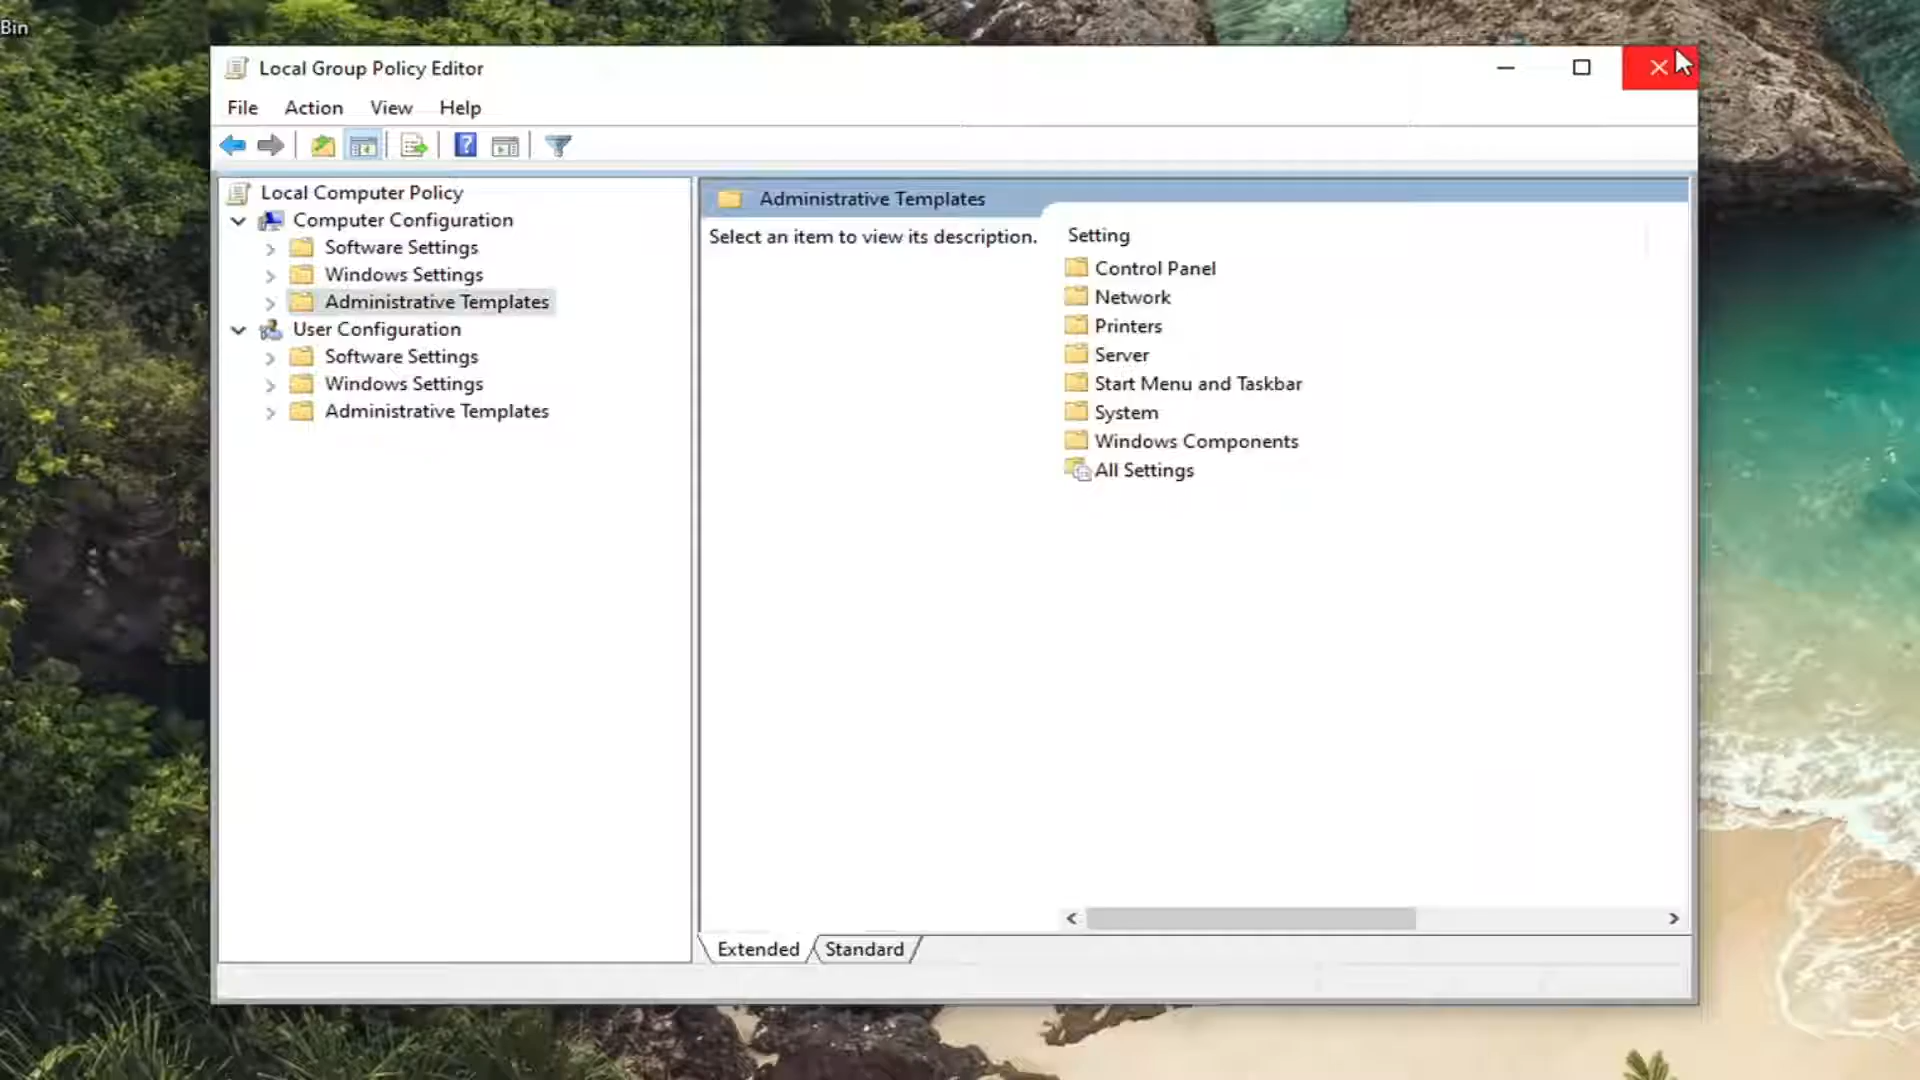 Bin
Local Group Policy Editor
File Action View Help
Local Computer Policy
Computer Configuration
Software Settings
Windows Settings
Administrative Templates
User Configuration
Software Settings
Windows Settings
Administrative Templates
Administrative Templates
Select an item to view its description.
Setting
Control Panel
Network
Printers
Server
Start Menu and Taskbar
System
Windows Components
All Settings
Extended Standard